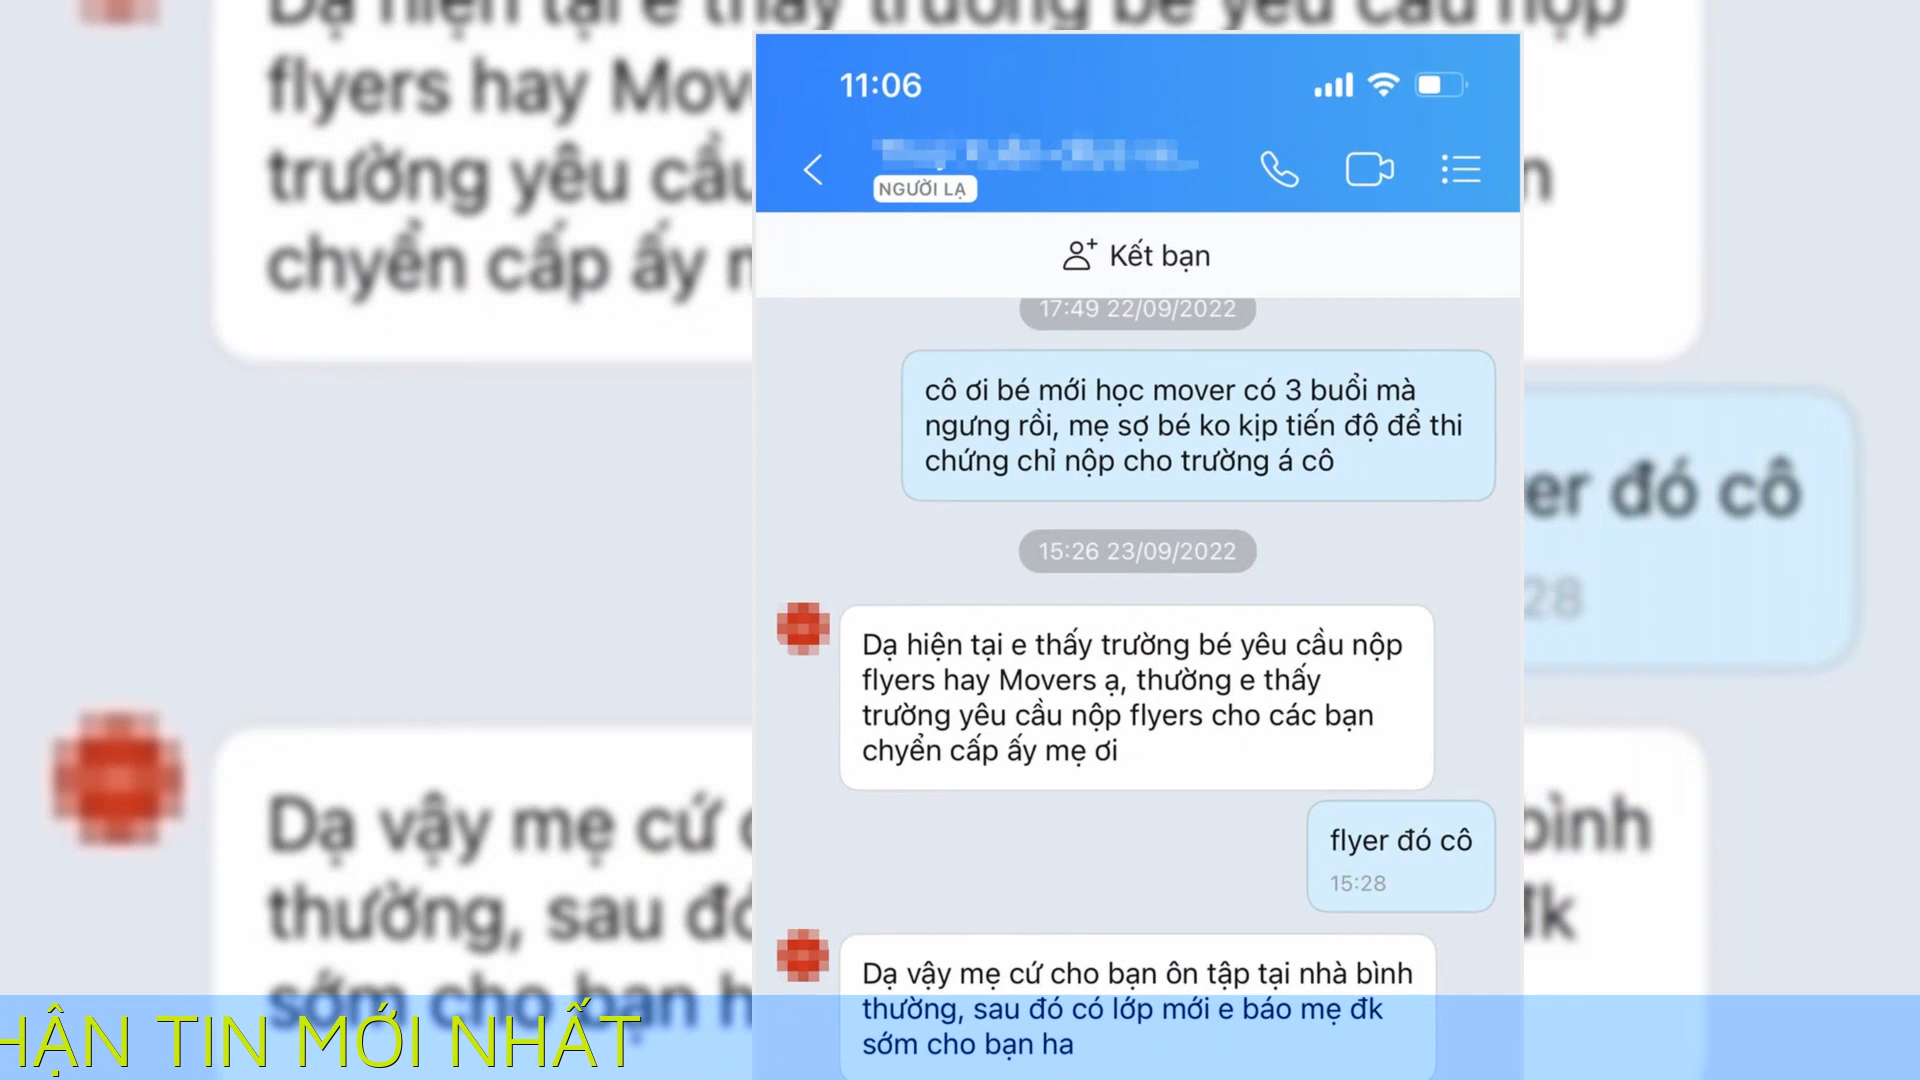 11:06
NGƯỜI LẠ
Kết bạn
17:49 22/09/2022
cô ơi bé mới học mover có 3 buổi mà
ngưng rồi, mẹ sợ bé ko kịp tiến độ để thi
chứng chỉ nộp cho trường á cô
15:26 23/09/2022
Dạ hiện tại e thấy trường bé yêu cầu nộp
flyers hay Movers ạ, thường e thấy
trường yêu cầu nộp flyers cho các bạn
chyển cấp ấy mẹ ơi
flyer đó cô
15:28
Dạ vậy mẹ cứ cho bạn ôn tập tại nhà bình
thường, sau đó có lớp mới e báo mẹ đk
sớm cho bạn ha
HẬN TIN MỚI NHẤT